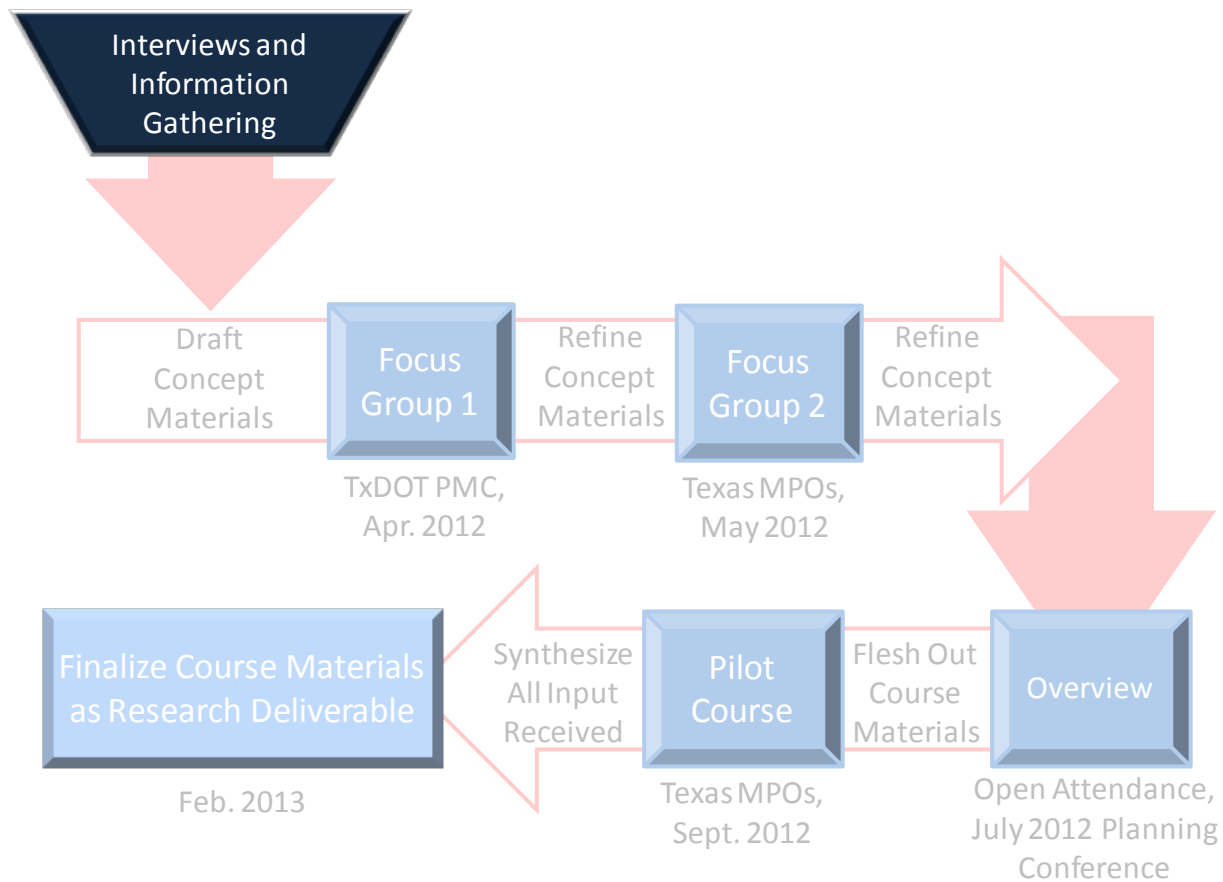 Interviews and
Information
Gathering
Draft
Concept
Materials
Focus
Group 1
Refine
Concept
Materials
Focus
Group 2
Refine
Concept
Materials
TxDOT PMC,
Apr. 2012
Texas MPOs,
May 2012
Overview
Open Attendance,
July 2012 Planning
Conference
Flesh Out
Course
Materials
Pilot
Course
Texas MPOs,
Sept. 2012
Synthesize
All Input
Received
Finalize Course Materials
as Research Deliverable
Feb. 2013